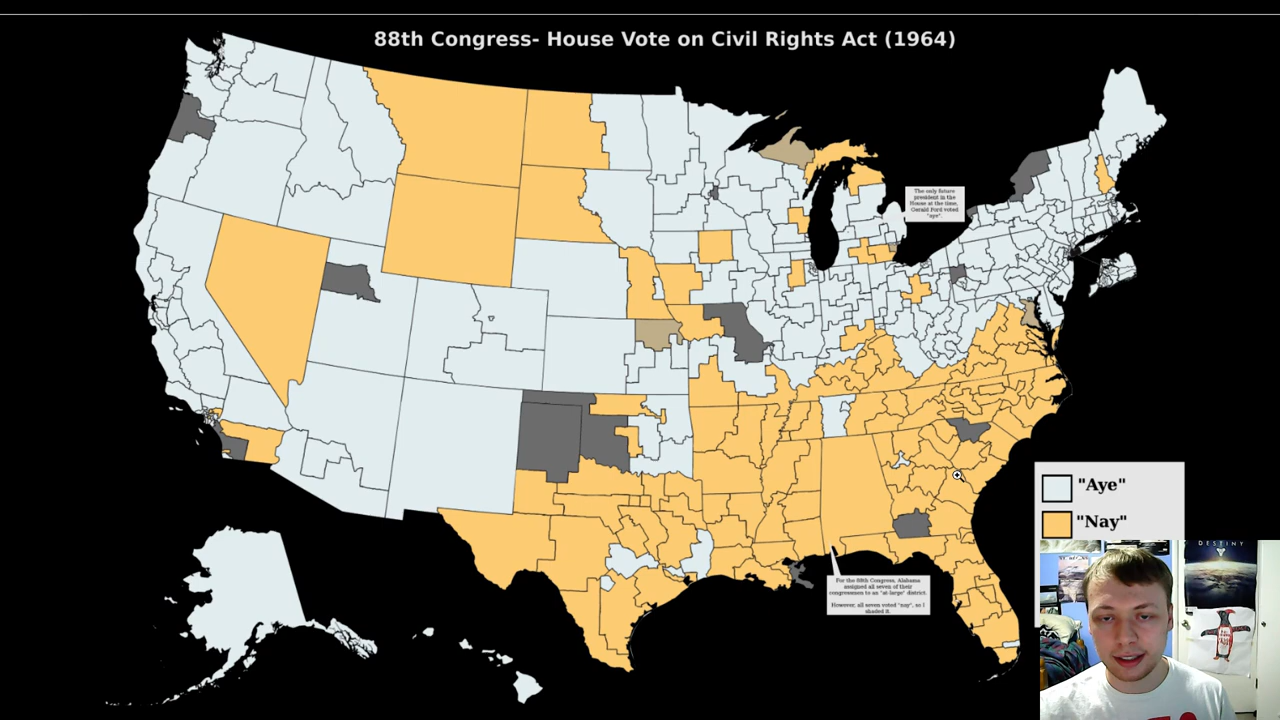 88th Congress- House Vote on Civil Rights Act (1964)
The only future
president in the
House at the time,
Gerald Ford voted
"aye".
"Aye"
"Nay"
DESTINY
For the 88th Congress, Alabama
assigned all seven of their
congressmen to an "at-large" district.
However, all seven voted "nay", so I
shaded it.